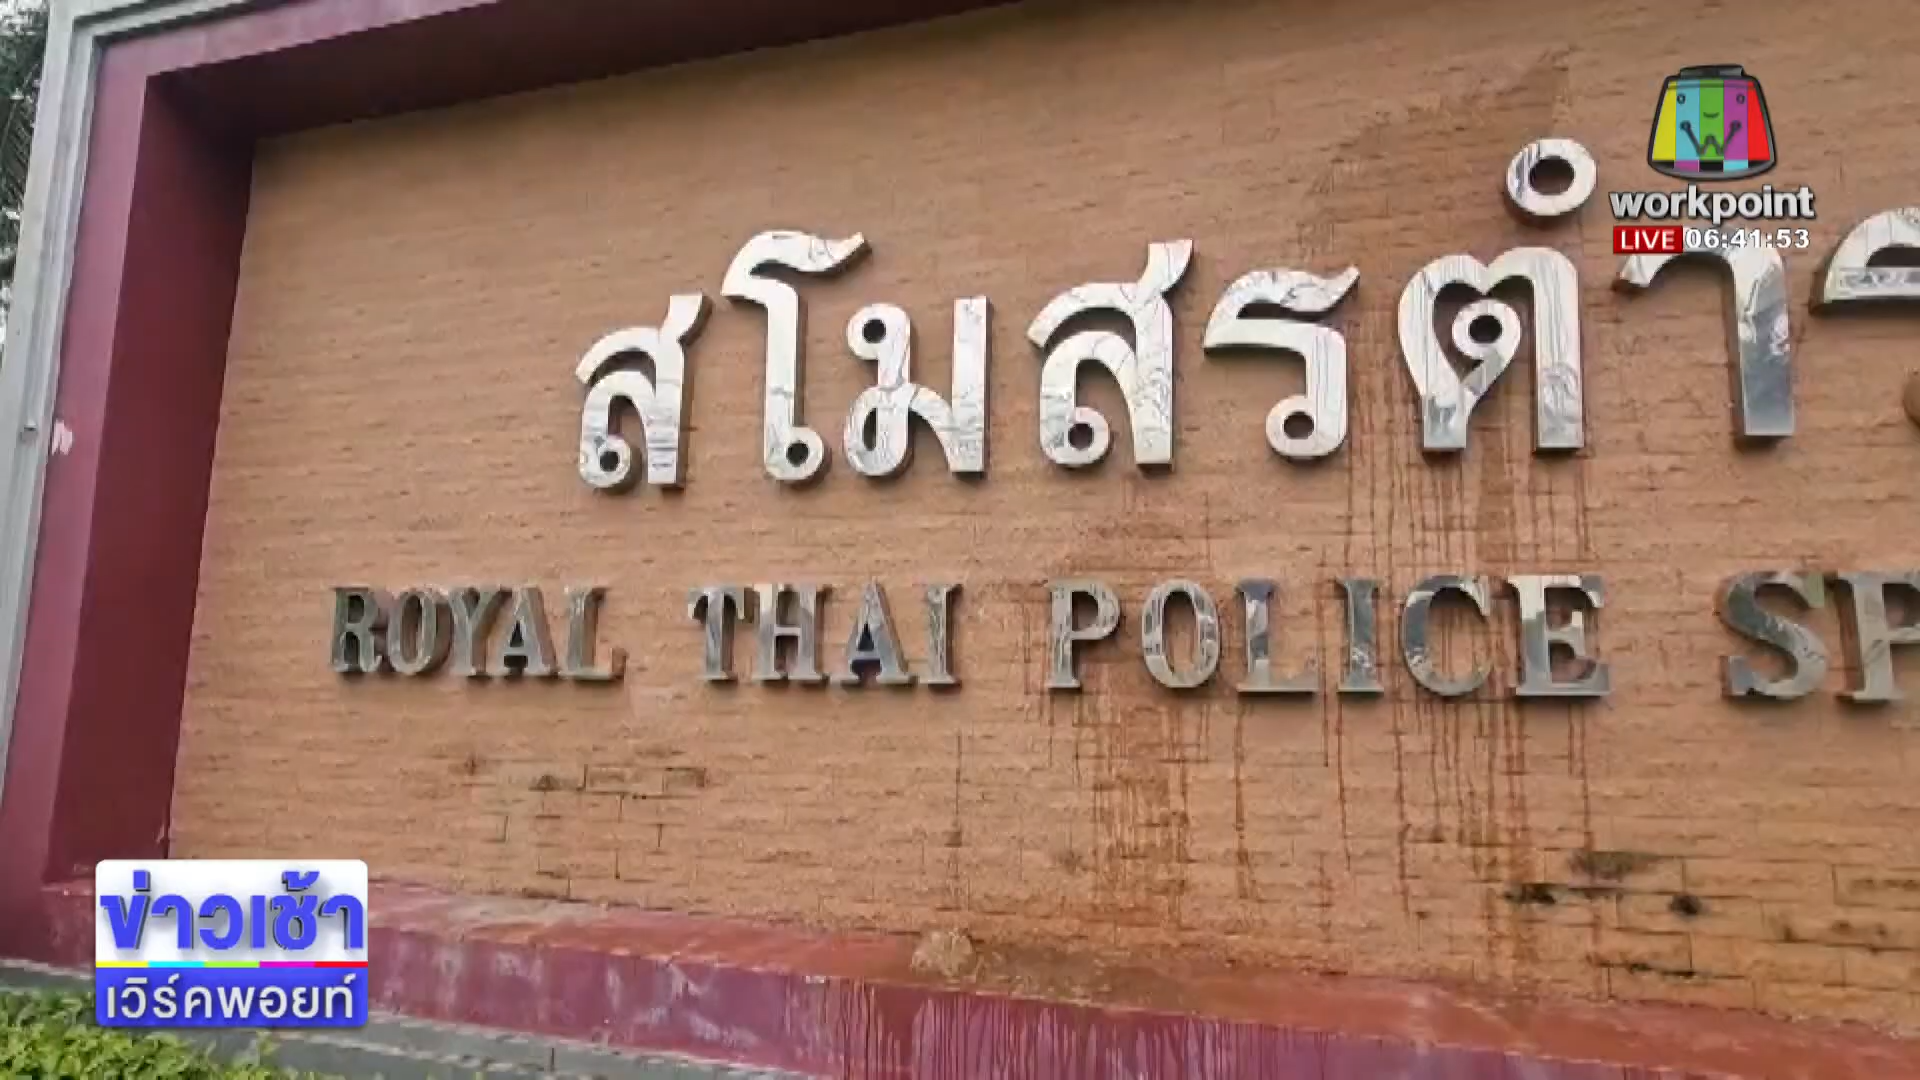 workpoint
LIVE 06:41:53
สโมสรตำร
ROYAL THAI POLICE SP
ข่าวเช้า
เวิร์คพอยท์